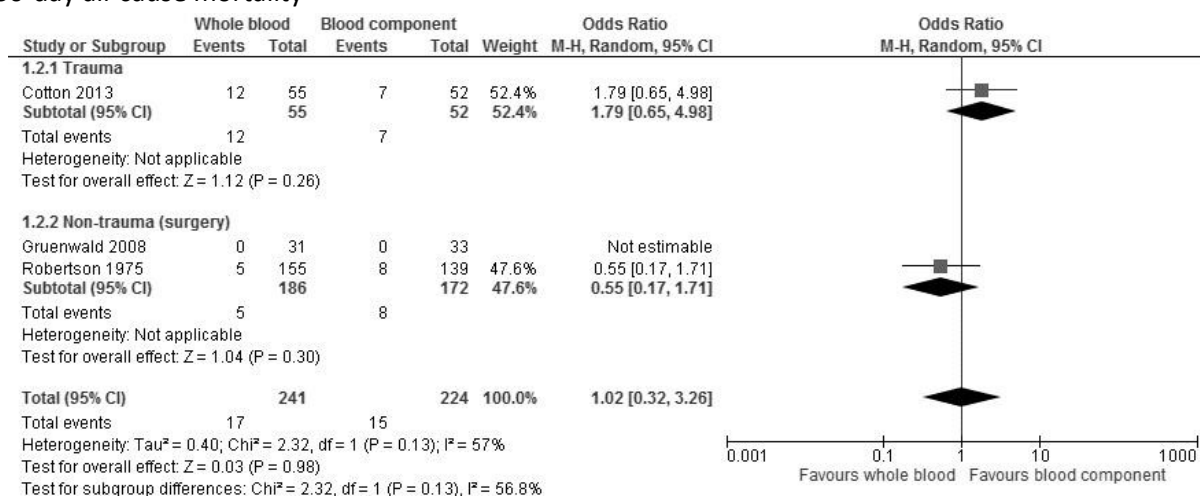 30-day all-cause mortality
Whole blood Blood component Odds Ratio Odds Ratio
Study or Subgroup Events Total Events Total Weight M-H, Random, 95% CI M-H, Random, 95% CI
1.2.1 Trauma
Cotton 2013 12 55 7 52 52.4% 1.79 [0.65, 4.98]
Subtotal (95% CI) 55 52 52.4% 1.79 [0.65, 4.98]
Total events 12 7
Heterogeneity: Not applicable
Test for overall effect: Z = 1.12 (P = 0.26)
1.2.2 Non-trauma (surgery)
Gruenwald 2008 0 31 0 33 Not estimable
Robertson 1975 5 155 8 139 47.6% 0.55 [0.17, 1.71]
Subtotal (95% CI) 186 172 47.6% 0.55 [0.17, 1.71]
Total events 5 8
Heterogeneity: Not applicable
Test for overall effect: Z = 1.04 (P = 0.30)
Total (95% CI) 241 224 100.0% 1.02 [0.32, 3.26]
Total events 17 15
Heterogeneity: Tau² = 0.40; Chi² = 2.32, df = 1 (P = 0.13); I² = 57%
Test for overall effect: Z = 0.03 (P = 0.98)
Test for subgroup differences: Chi² = 2.32, df = 1 (P = 0.13), I² = 56.8%
0.001 0.1 1 10 1000
Favours whole blood Favours blood component